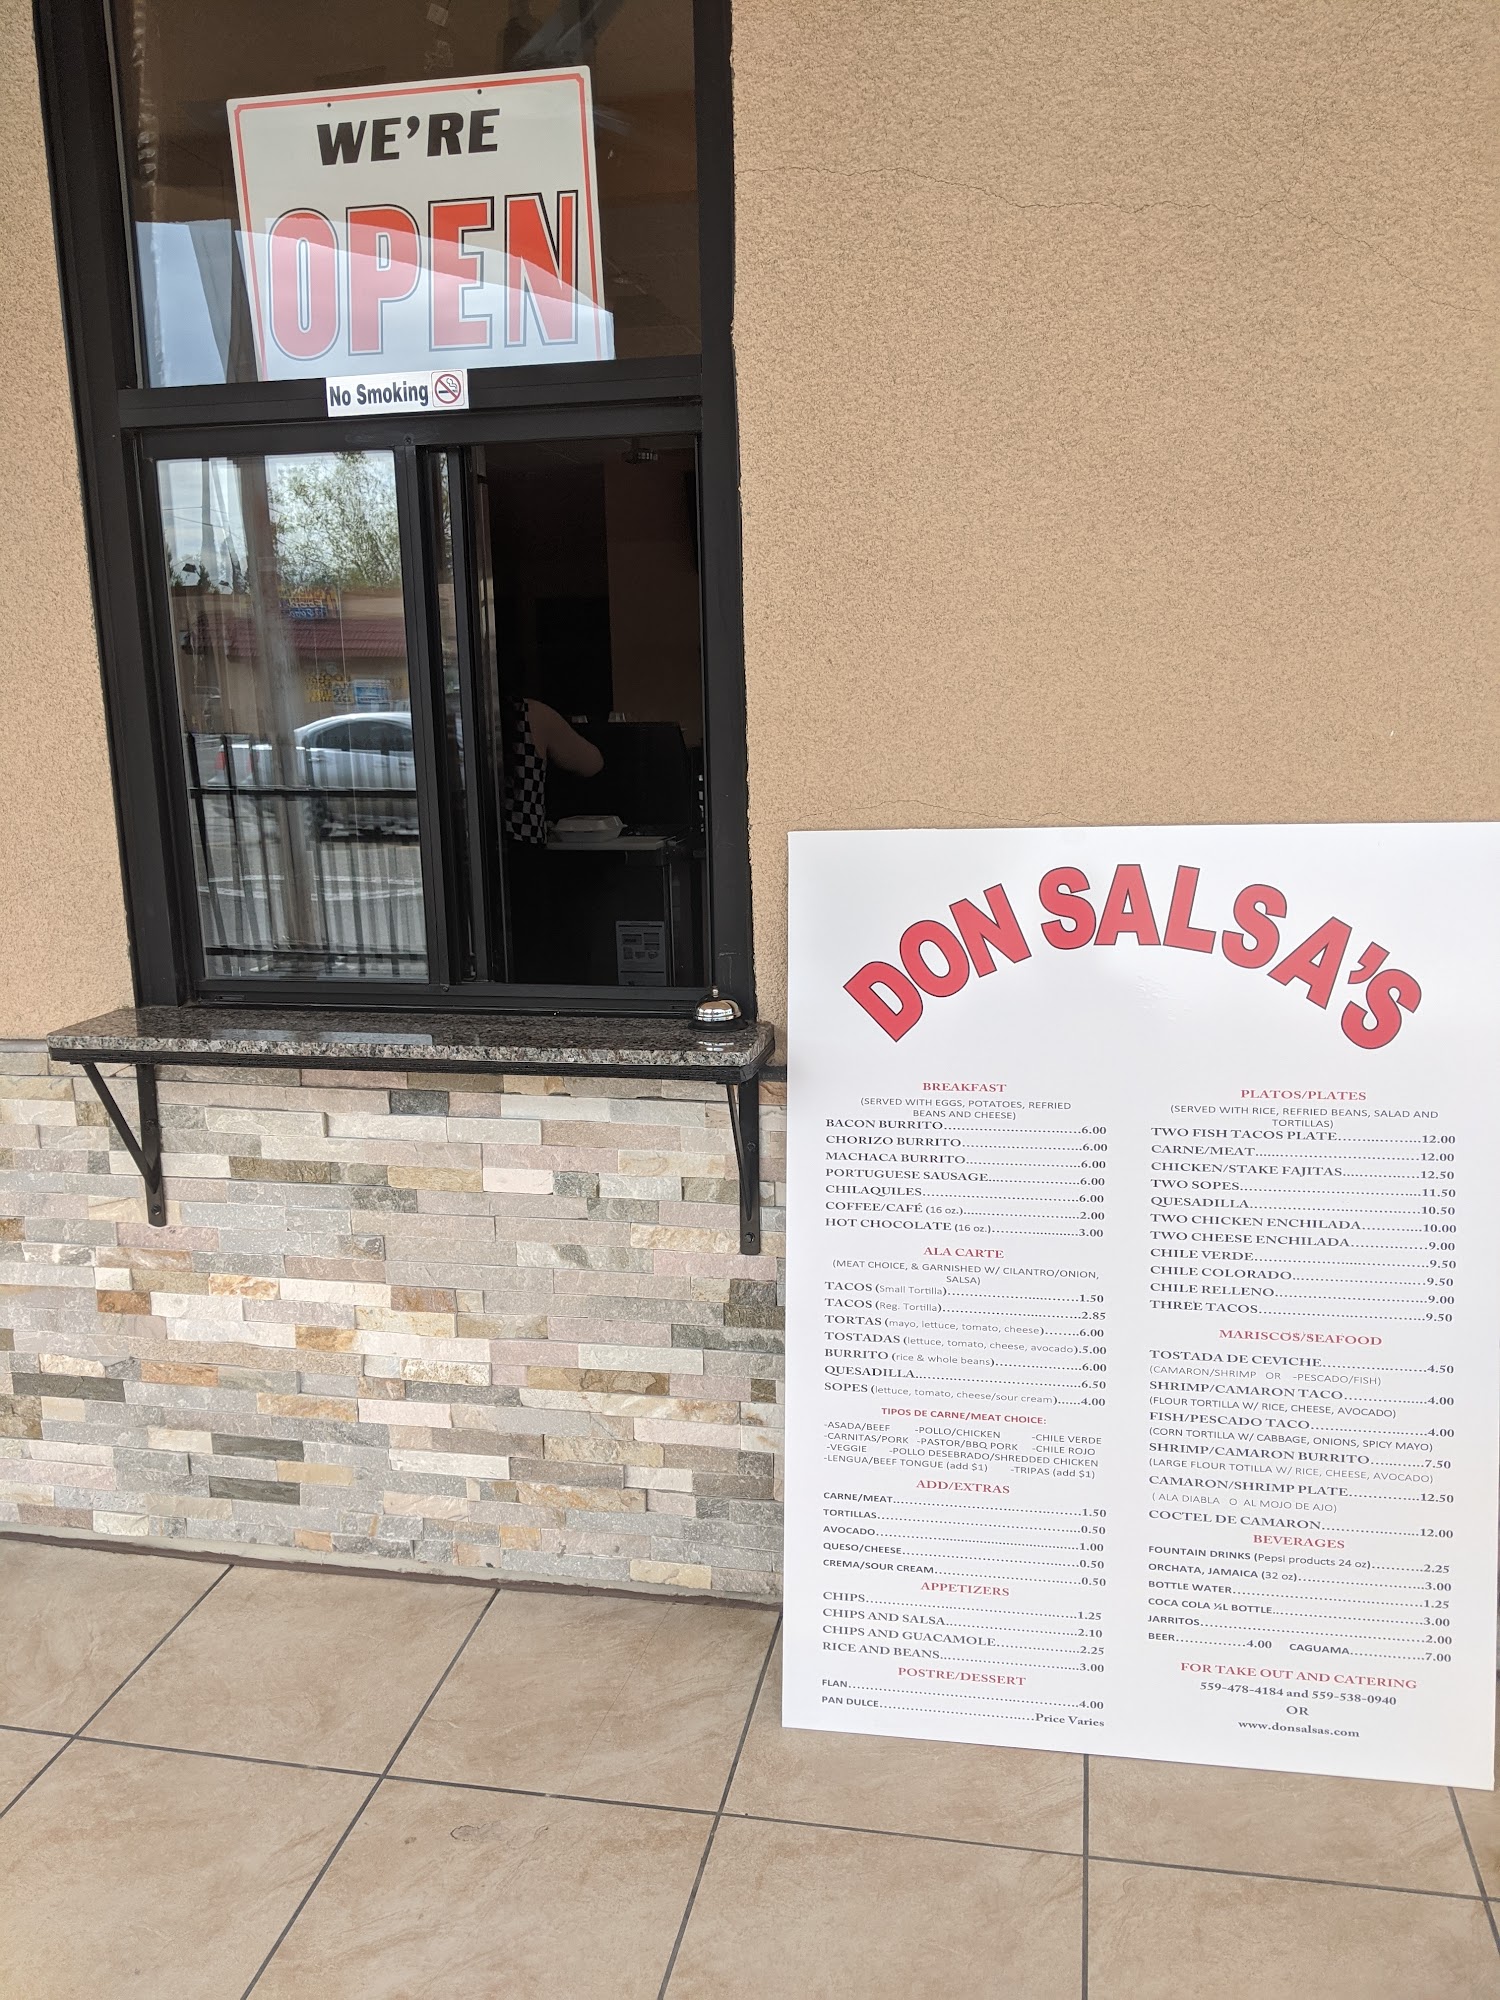 WE'RE
OPEN
No Smoking
DON SALSA'S
BREAKFAST
(SERVED WITH EGGS, POTATOES, REFRIED
BEANS AND CHEESE)
BACON BURRITO..............................6.00
CHORIZO BURRITO..............................6.00
MACHACA BURRITO..............................6.00
PORTUGUESE SAUSAGE..............................6.00
CHILAQUILES..............................6.00
COFFEE/CAFÉ (16 oz.)..............................2.00
HOT CHOCOLATE (16 oz.)..............................3.00
ALA CARTE
(MEAT CHOICE, & GARNISHED W/ CILANTRO/ONION,
SALSA)
TACOS (Small Tortilla)..............................1.50
TACOS (Reg. Tortilla)..............................2.85
TORTAS (mayo, lettuce, tomato, cheese)........6.00
TOSTADAS (lettuce, tomato, cheese, avocado).5.00
BURRITO (rice & whole beans)....................6.00
QUESADILLA..............................6.50
SOPES (lettuce, tomato, cheese/sour cream)......4.00
TIPOS DE CARNE/MEAT CHOICE:
-ASADA/BEEF -POLLO/CHICKEN -CHILE VERDE
-CARNITAS/PORK -PASTOR/BBQ PORK -CHILE ROJO
-VEGGIE -POLLO DESEBRADO/SHREDDED CHICKEN
-LENGUA/BEEF TONGUE (add $1) -TRIPAS (add $1)
ADD/EXTRAS
CARNE/MEAT..............................1.50
TORTILLAS..............................0.50
AVOCADO..............................1.00
QUESO/CHEESE..............................0.50
CREMA/SOUR CREAM..............................0.50
APPETIZERS
CHIPS..............................1.25
CHIPS AND SALSA..............................2.10
CHIPS AND GUACAMOLE....................2.25
RICE AND BEANS..............................3.00
POSTRE/DESSERT
FLAN..............................4.00
PAN DULCE..............................Price Varies
PLATOS/PLATES
(SERVED WITH RICE, REFRIED BEANS, SALAD AND
TORTILLAS)
TWO FISH TACOS PLATE....................12.00
CARNE/MEAT..............................12.00
CHICKEN/STAKE FAJITAS....................12.50
TWO SOPES..............................11.50
QUESADILLA..............................10.50
TWO CHICKEN ENCHILADA...............10.00
TWO CHEESE ENCHILADA...............9.00
CHILE VERDE..............................9.50
CHILE COLORADO..............................9.50
CHILE RELLENO..............................9.00
THREE TACOS..............................9.50
MARISCOS/SEAFOOD
TOSTADA DE CEVICHE....................4.50
(CAMARON/SHRIMP OR -PESCADO/FISH)
SHRIMP/CAMARON TACO...............4.00
(FLOUR TORTILLA W/ RICE, CHEESE, AVOCADO)
FISH/PESCADO TACO....................4.00
(CORN TORTILLA W/ CABBAGE, ONIONS, SPICY MAYO)
SHRIMP/CAMARON BURRITO..........7.50
(LARGE FLOUR TOTILLA W/ RICE, CHEESE, AVOCADO)
CAMARON/SHRIMP PLATE...............12.50
( ALA DIABLA O AL MOJO DE AJO)
COCTEL DE CAMARON....................12.00
BEVERAGES
FOUNTAIN DRINKS (Pepsi products 24 oz)..........2.25
ORCHATA, JAMAICA (32 oz)....................3.00
BOTTLE WATER..............................1.25
COCA COLA ½L BOTTLE....................3.00
JARRITOS..............................2.00
BEER..........4.00 CAGUAMA..........7.00
FOR TAKE OUT AND CATERING
559-478-4184 and 559-538-0940
OR
www.donsalsas.com